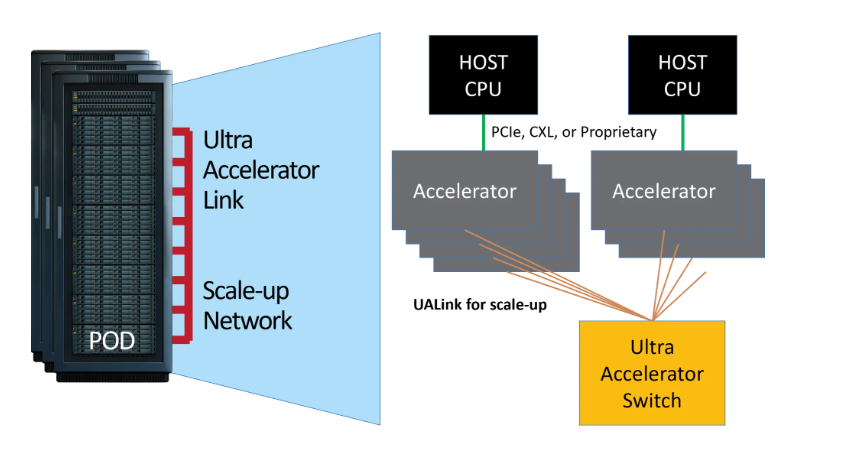 Ultra
Accelerator
Link
Scale-up
Network
POD
HOST
CPU
HOST
CPU
PCIe, CXL, or Proprietary
Accelerator
Accelerator
UALink for scale-up
Ultra
Accelerator
Switch